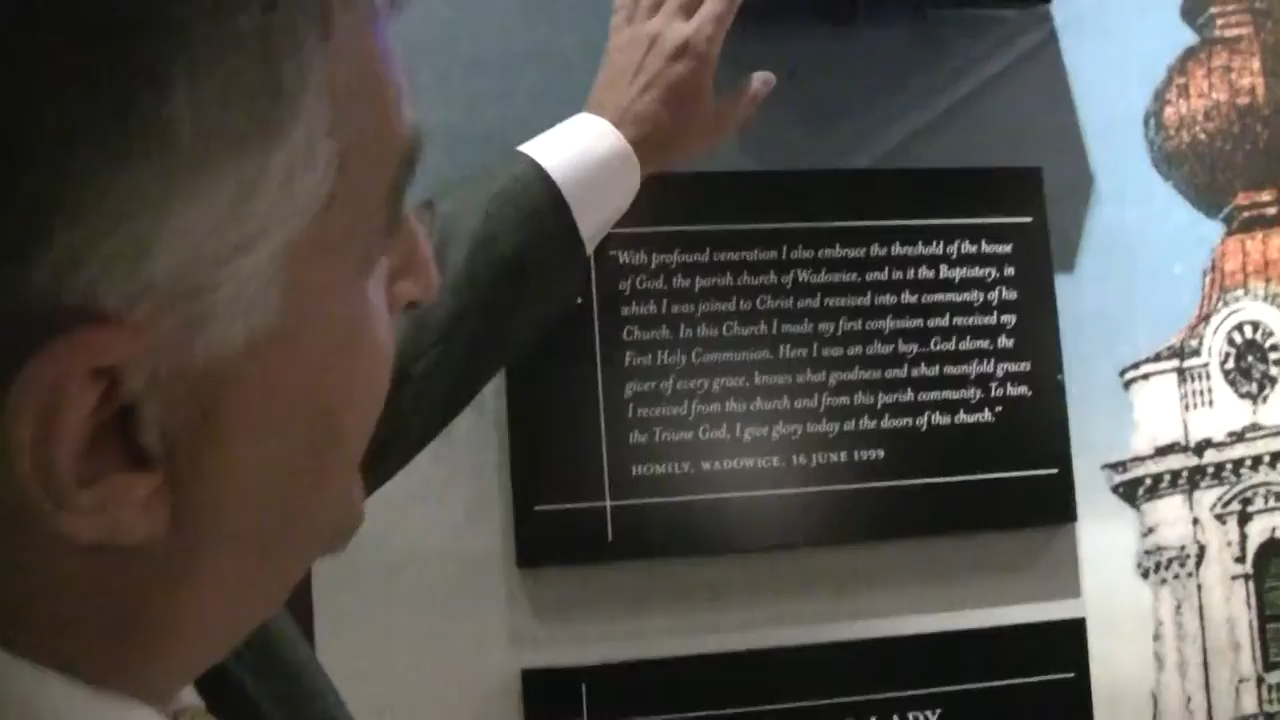 "With profound veneration I also embrace the threshold of the house
of God, the parish church of Wadowice, and in it the Baptistery, in
which I was joined to Christ and received into the community of his
Church. In this Church I made my first confession and received my
First Holy Communion. Here I was an altar boy...God alone, the
giver of every grace, knows what goodness and what manifold graces
I received from this church and from this parish community. To him,
the Triune God, I give glory today at the doors of this church."
HOMILY, WADOWICE, 16 JUNE 1999
LADY